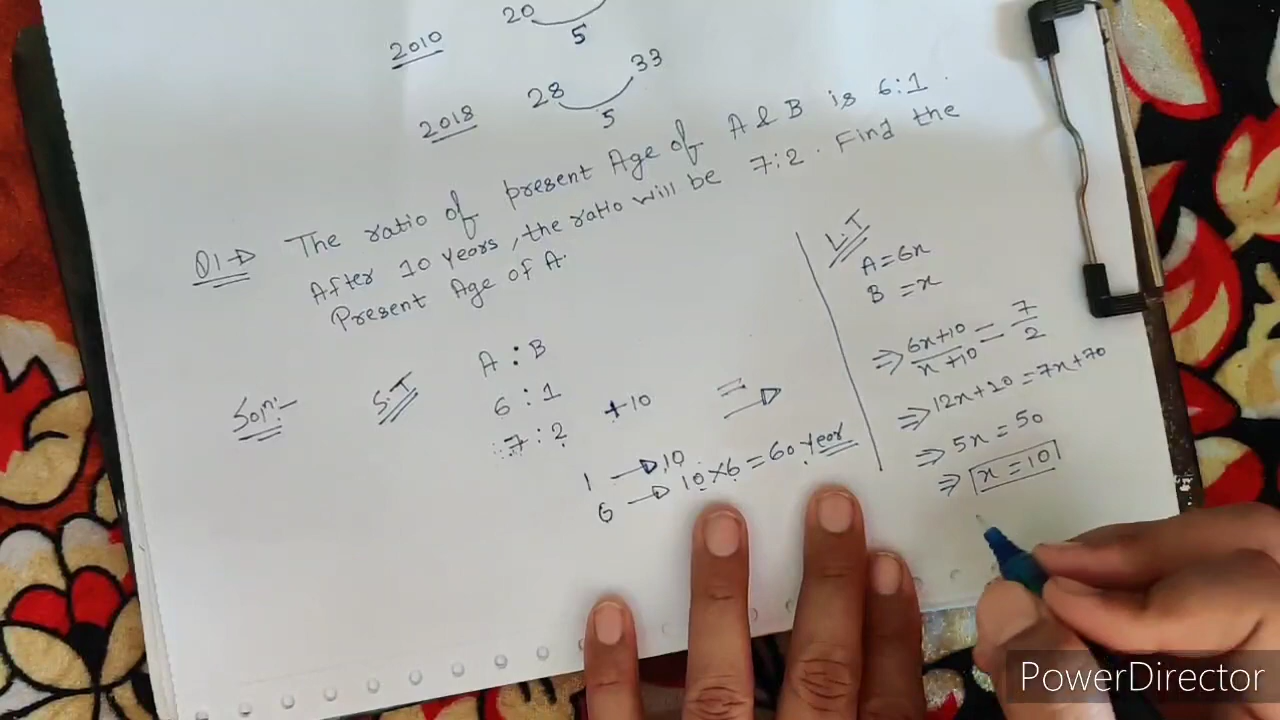 20
5
2010
28 33
5
2018
Q1→ The ratio of present Age of A & B is 6:1.
After 10 years, the ratio will be 7:2. Find the
Present Age of A.
Soln:-
S.T
A : B
6 : 1
7 : 2
+10
=
1 → 10
6 → 10×6 = 60 year
L.T
A = 6x
B = x
⇒ 6x+10/x+10 = 7/2
⇒ 12x+20 = 7x+70
⇒ 5x = 50
⇒ x = 10
PowerDirector